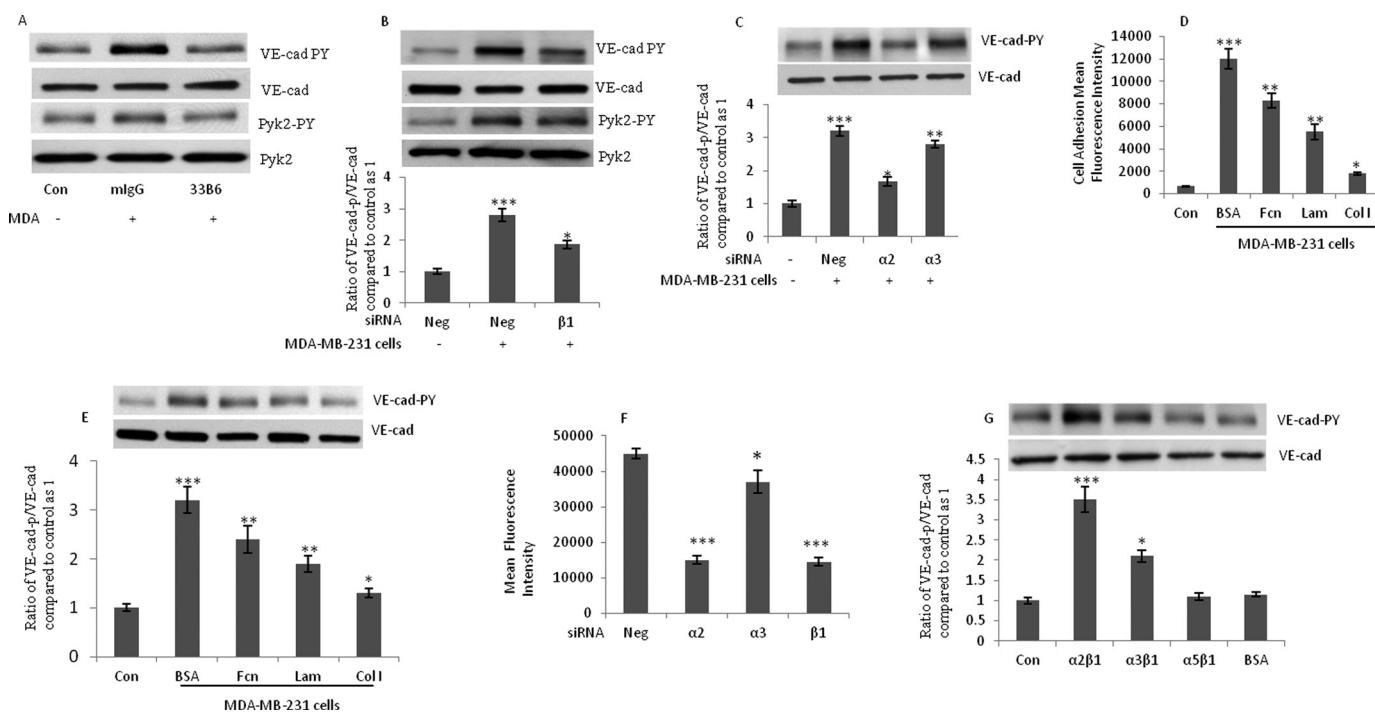 A
VE-cad PY
VE-cad
Pyk2-PY
Pyk2
Con mIgG 33B6
MDA - + +
B
VE-cad PY
VE-cad
Pyk2-PY
Pyk2
Ratio of VE-cad-p/VE-cad
compared to control as 1
4
3
2
1
0
***
*
siRNA Neg Neg β1
MDA-MB-231 cells - + +
C
VE-cad-PY
VE-cad
Ratio of VE-cad-p/VE-cad
compared to control as 1
4
3
2
1
0
***
*
**
siRNA - Neg α2 α3
MDA-MB-231 cells - + + +
D
Cell Adhesion Mean
Fluorescence Intensity
14000
12000
10000
8000
6000
4000
2000
0
***
**
**
*
Con BSA Fcn Lam Col I
MDA-MB-231 cells
E
VE-cad-PY
VE-cad
Ratio of VE-cad-p/VE-cad
compared to control as 1
4
3
2
1
0
***
**
**
*
Con BSA Fcn Lam Col I
MDA-MB-231 cells
F
Mean Fluorescence
Intensity
50000
40000
30000
20000
10000
0
***
*
***
siRNA Neg α2 α3 β1
G
VE-cad-PY
VE-cad
Ratio of VE-cad-p/VE-cad
compared to control as 1
4.5
4
3.5
3
2.5
2
1.5
1
0.5
0
***
*
Con α2β1 α3β1 α5β1 BSA